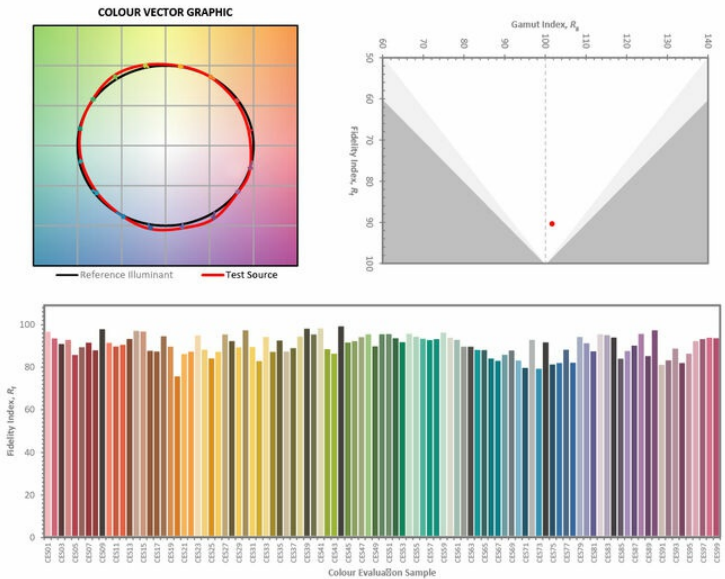 COLOUR VECTOR GRAPHIC
Reference Illuminant
Test Source
Gamut Index, Rg
60 70 80 90 100 110 120 130 140
50
60
70
80
90
100
Fidelity Index, Rf
100
80
60
40
20
0
Fidelity Index, Rf
CES01 CES03 CES05 CES07 CES09 CES11 CES13 CES15 CES17 CES19 CES21 CES23 CES25 CES27 CES29 CES31 CES33 CES35 CES37 CES39 CES41 CES43 CES45 CES47 CES49 CES51 CES53 CES55 CES57 CES59 CES61 CES63 CES65 CES67 CES69 CES71 CES73 CES75 CES77 CES79 CES81 CES83 CES85 CES87 CES89 CES91 CES93 CES95 CES97 CES99
Colour Evaluaßon Sample